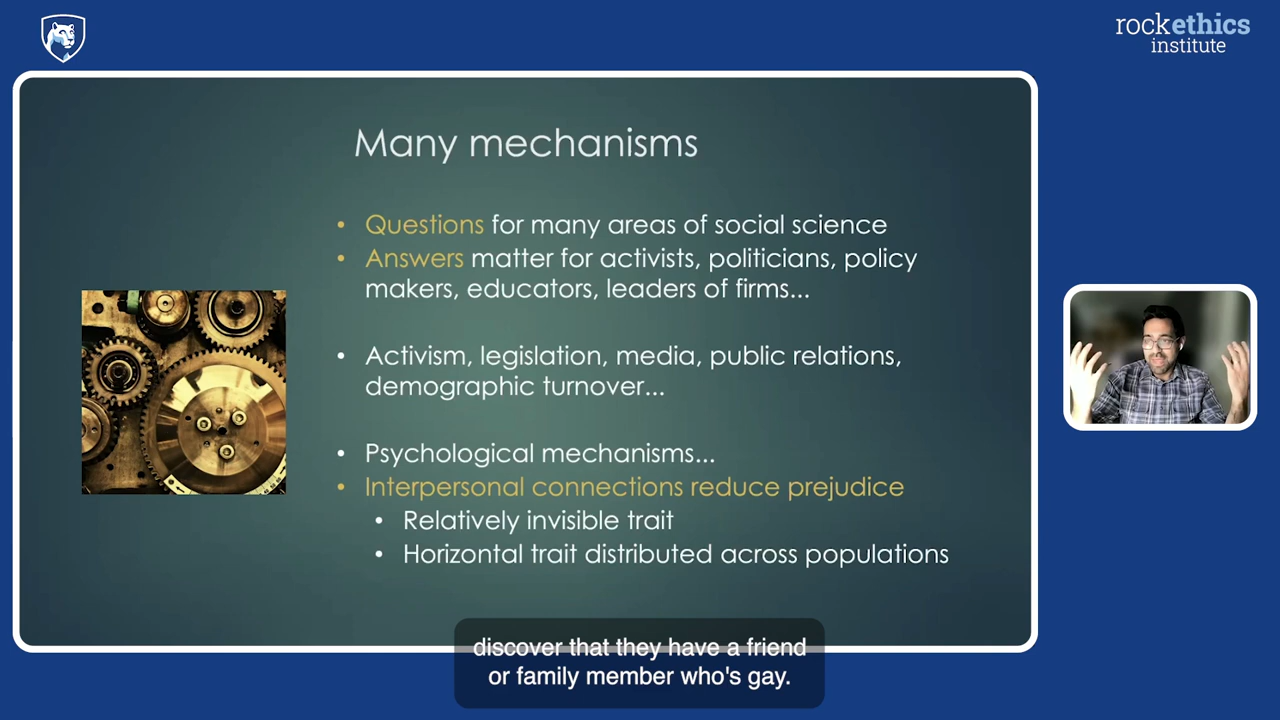 rockethics
institute
Many mechanisms
• Questions for many areas of social science
• Answers matter for activists, politicians, policy
makers, educators, leaders of firms...
• Activism, legislation, media, public relations,
demographic turnover...
• Psychological mechanisms...
• Interpersonal connections reduce prejudice
• Relatively invisible trait
• Horizontal trait distributed across populations
discover that they have a friend
or family member who's gay.